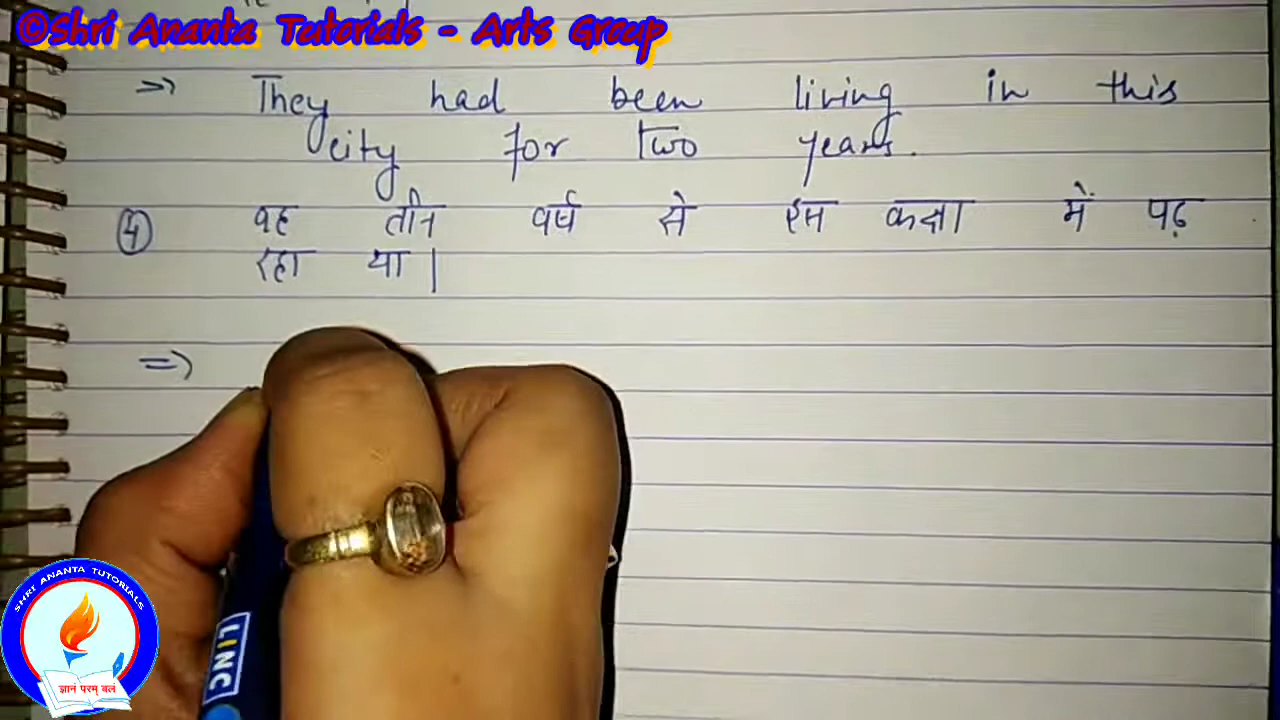 ©Shri Ananta Tutorials - Arts Group
=> They had been living in this
city for two years.
④ वह तीन वर्ष से इस कक्षा में पढ़
रहा था |
=>
LINC
SHRI ANANTA TUTORIALS
ज्ञानं परमं बलं